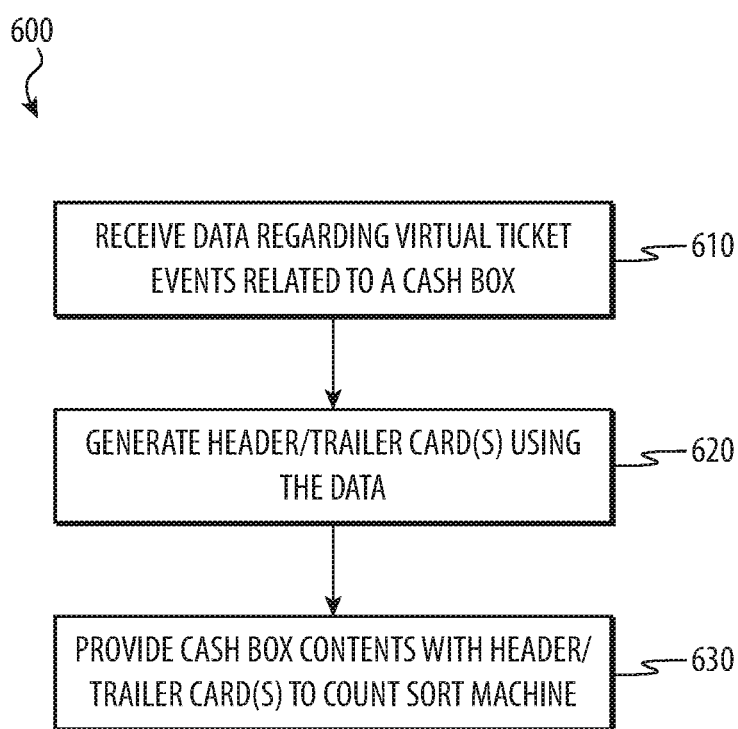 600
RECEIVE DATA REGARDING VIRTUAL TICKET
EVENTS RELATED TO A CASH BOX
610
GENERATE HEADER/TRAILER CARD(S) USING
THE DATA
620
PROVIDE CASH BOX CONTENTS WITH HEADER/
TRAILER CARD(S) TO COUNT SORT MACHINE
630